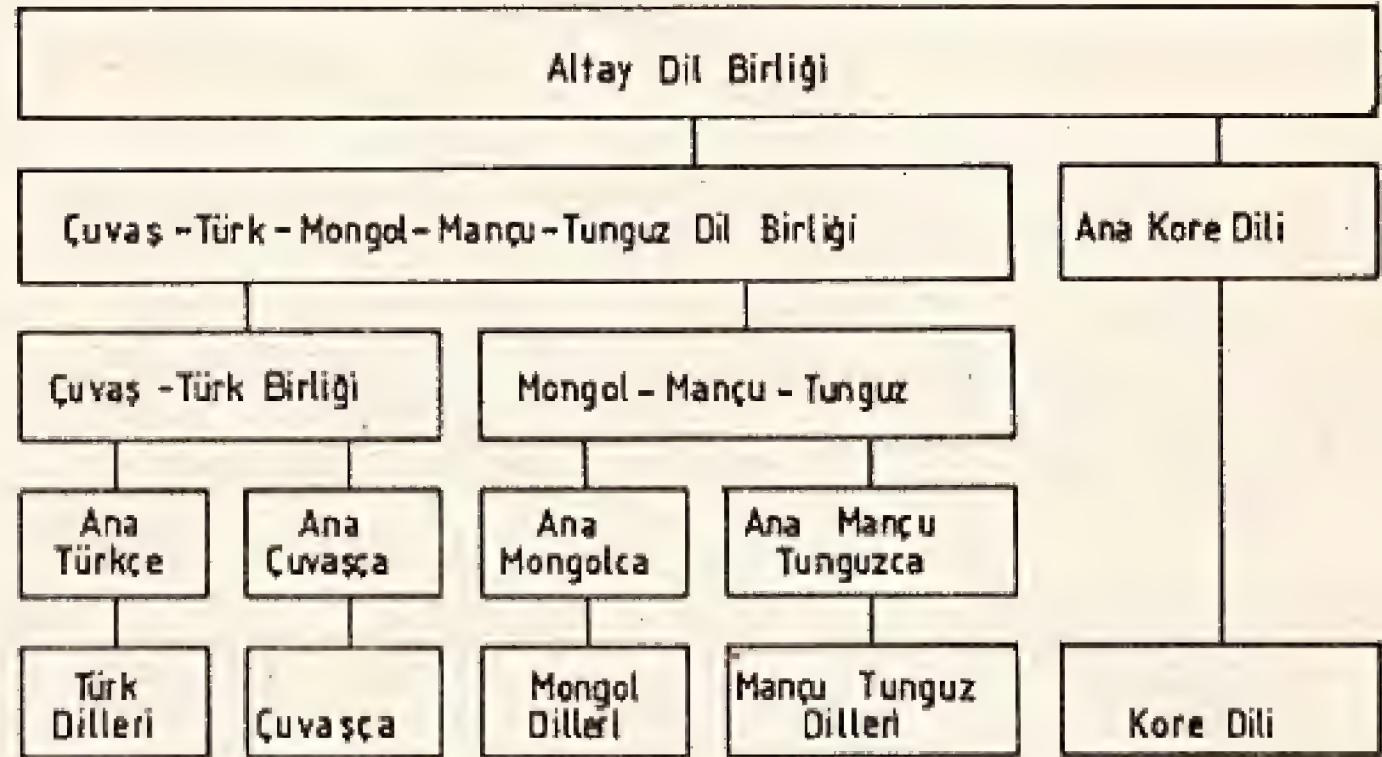 Altay Dil Birliği
Çuvaş-Türk-Mongol-Mançu-Tunguz Dil Birliği
Ana Kore Dili
Çuvaş-Türk Birliği
Mongol-Mançu-Tunguz
Ana
Türkçe
Ana
Çuvaşça
Ana
Mongolca
Ana Mançu
Tunguzca
Türk
Dilleri
Çuvaşça
Mongol
Dilleri
Mançu Tunguz
Dilleri
Kore Dili